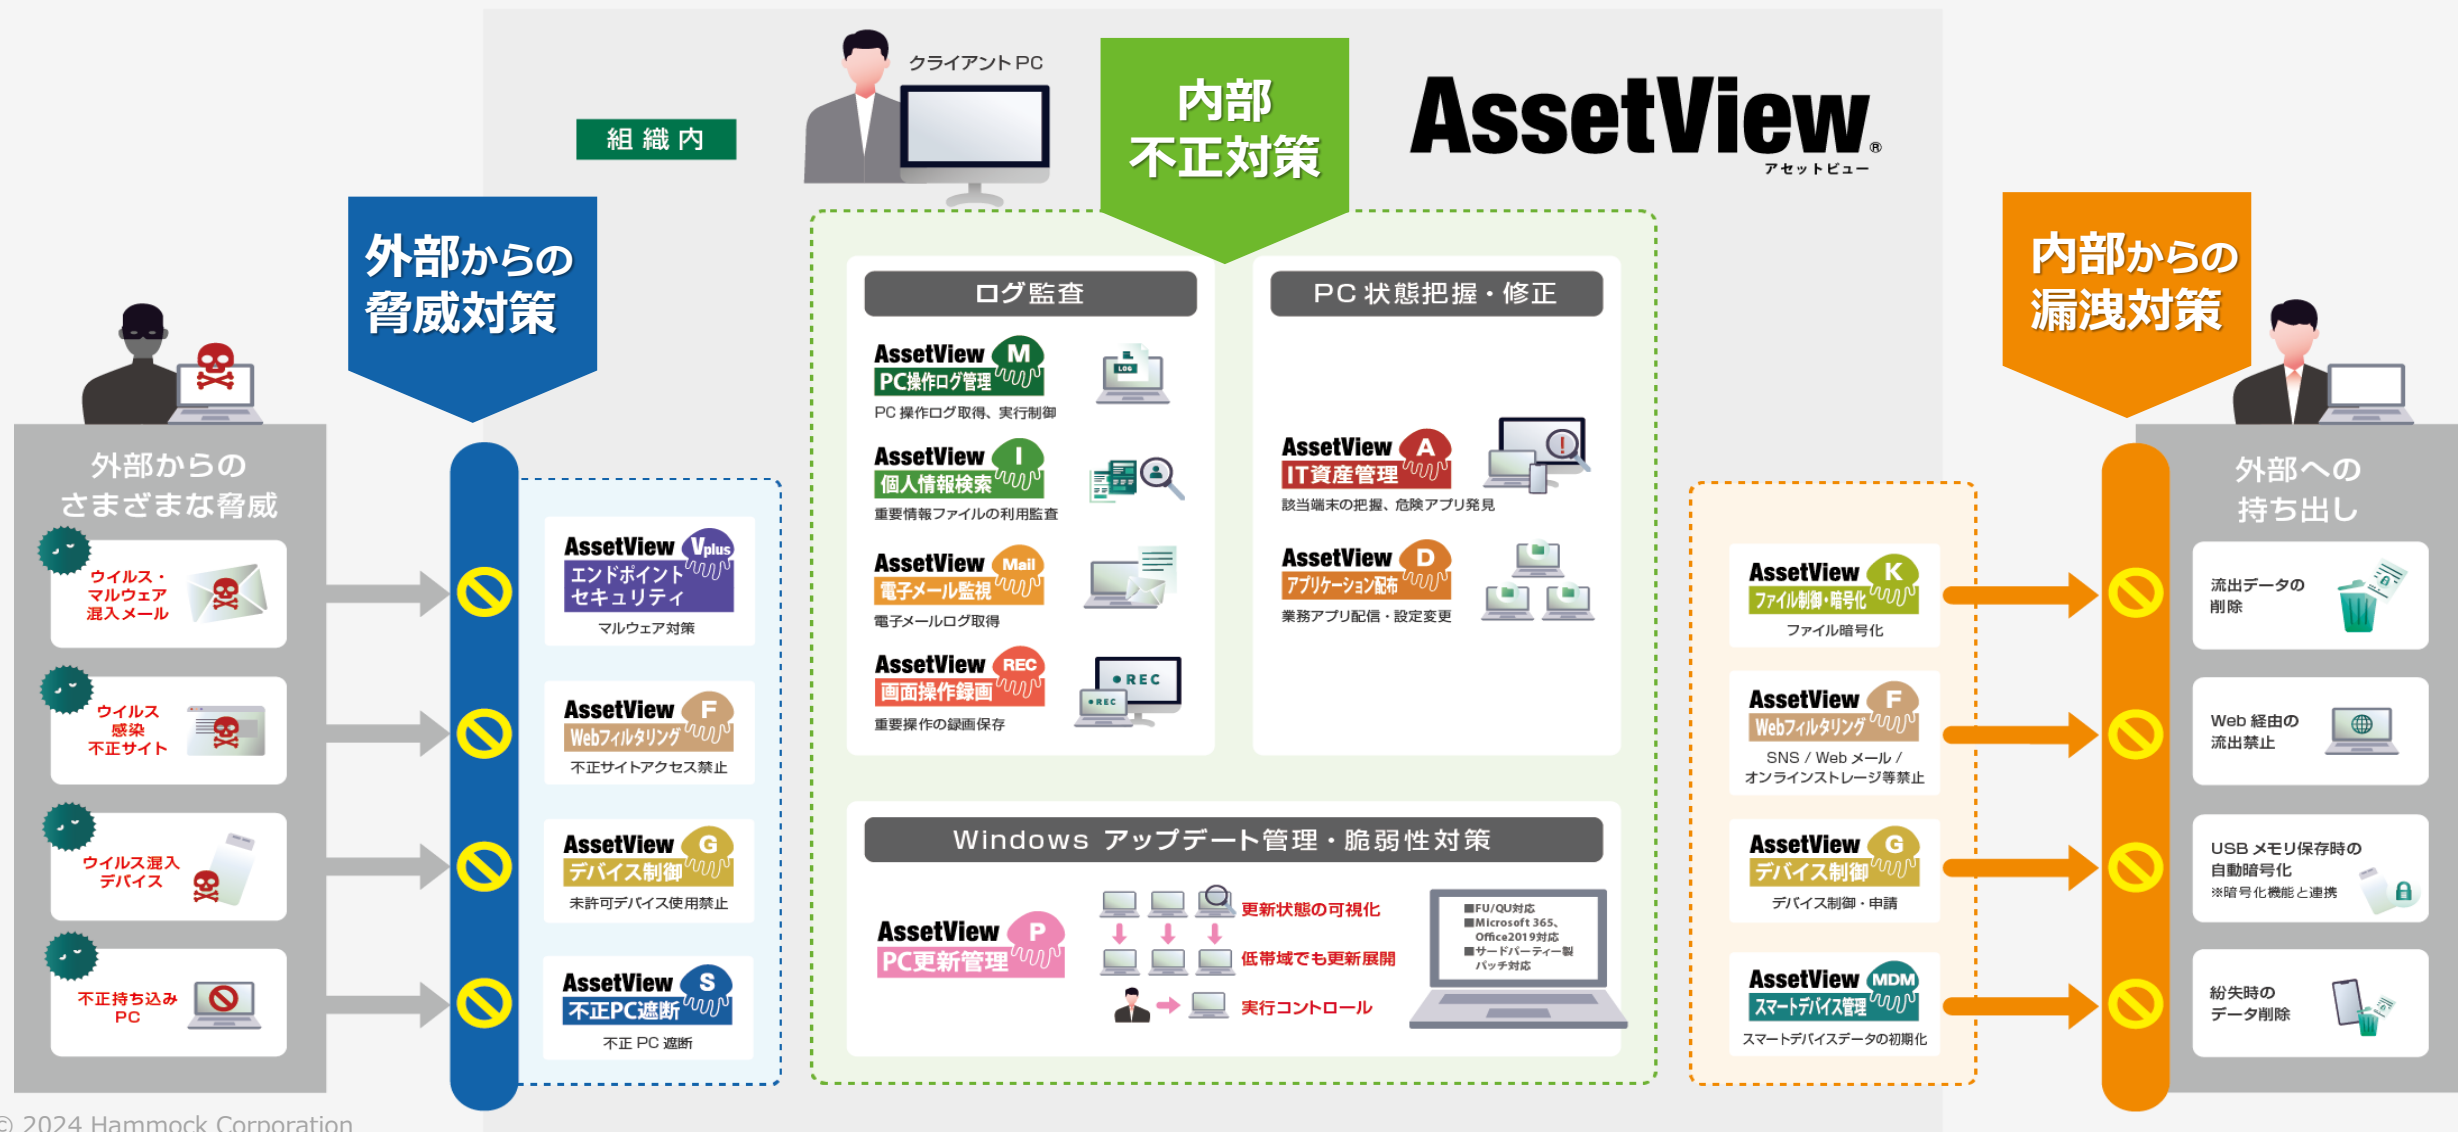 クライアント PC
組織内
内部
不正対策
AssetView®
アセットビュー
外部からの
脅威対策
外部からの
さまざまな脅威
ウイルス・
マルウェア
混入メール
ウイルス
感染
不正サイト
ウイルス混入
デバイス
不正持ち込み
PC
AssetView Vplus
エンドポイント
セキュリティ
マルウェア対策
AssetView F
Webフィルタリング
不正サイトアクセス禁止
AssetView G
デバイス制御
未許可デバイス使用禁止
AssetView S
不正PC遮断
不正 PC 遮断
ログ監査
AssetView M
PC操作ログ管理
PC 操作ログ取得、実行制御
LOG
AssetView I
個人情報検索
重要情報ファイルの利用監査
AssetView Mail
電子メール監視
電子メールログ取得
AssetView REC
画面操作録画
重要操作の録画保存
●REC
●REC
PC 状態把握・修正
AssetView A
IT資産管理
該当端末の把握、危険アプリ発見
AssetView D
アプリケーション配布
業務アプリ配信・設定変更
Windows アップデート管理・脆弱性対策
AssetView P
PC更新管理
更新状態の可視化
低帯域でも更新展開
実行コントロール
■FU/QU対応
■Microsoft 365、
Office2019対応
■サードパーティー製
パッチ対応
内部からの
漏洩対策
AssetView K
ファイル制御・暗号化
ファイル暗号化
AssetView F
Webフィルタリング
SNS / Web メール /
オンラインストレージ等禁止
AssetView G
デバイス制御
デバイス制御・申請
AssetView MDM
スマートデバイス管理
スマートデバイスデータの初期化
外部への
持ち出し
流出データの
削除
Web 経由の
流出禁止
USB メモリ保存時の
自動暗号化
※暗号化機能と連携
紛失時の
データ削除
© 2024 Hammock Corporation